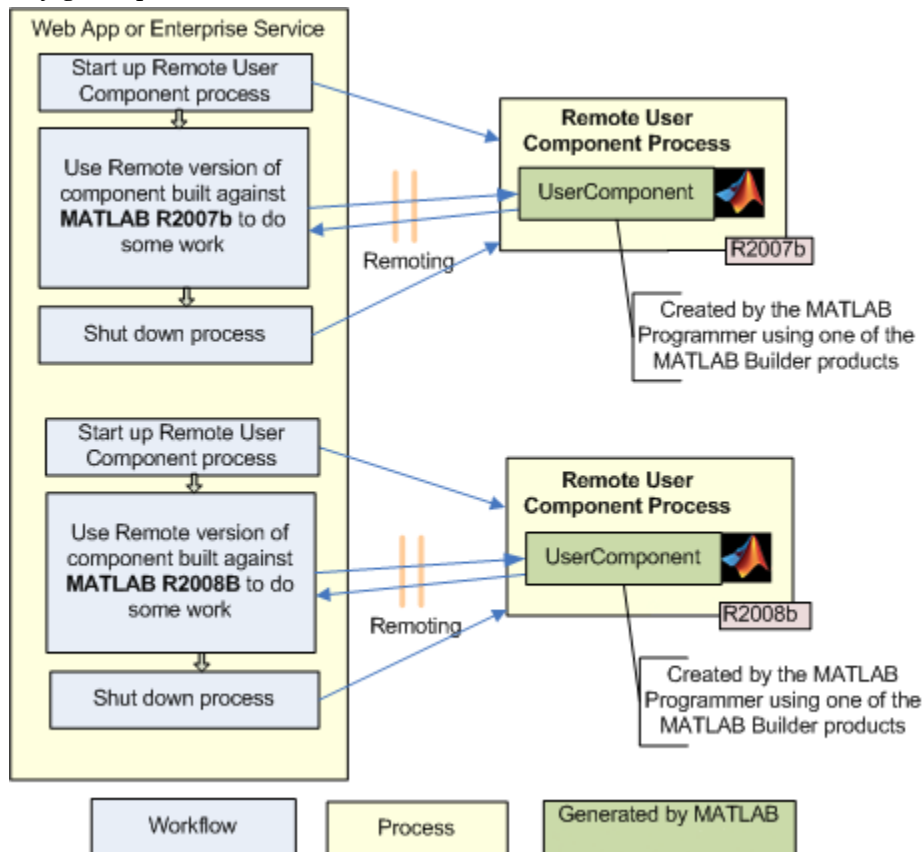 Web App or Enterprise Service
Start up Remote User
Component process
Use Remote version of
component built against
MATLAB R2007b to do
some work
Shut down process
Remoting
Remote User
Component Process
UserComponent
R2007b
Created by the MATLAB
Programmer using one of the
MATLAB Builder products
Start up Remote User
Component process
Use Remote version of
component built against
MATLAB R2008B to do
some work
Shut down process
Remoting
Remote User
Component Process
UserComponent
R2008b
Created by the MATLAB
Programmer using one of the
MATLAB Builder products
Workflow
Process
Generated by MATLAB